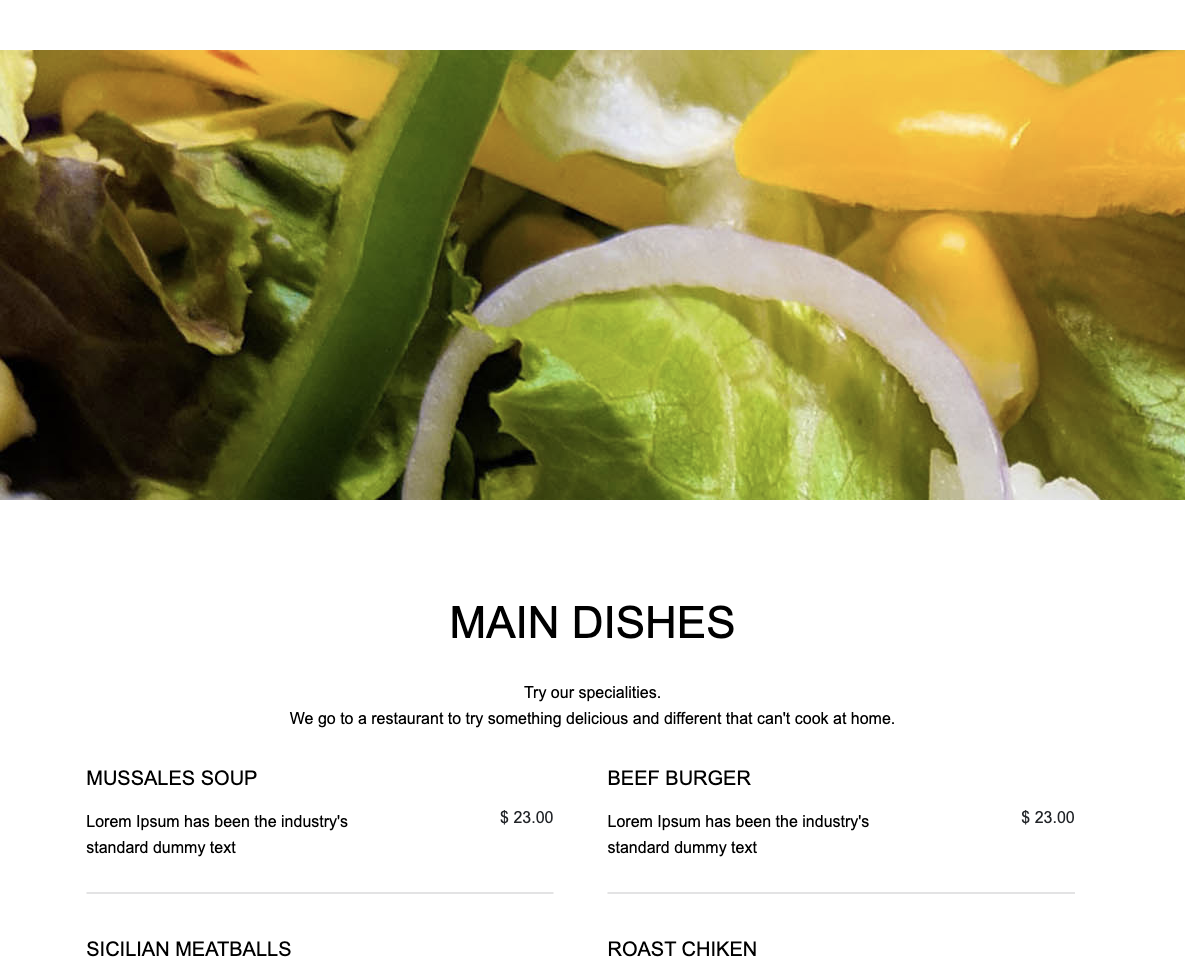 MAIN DISHES
Try our specialities.
We go to a restaurant to try something delicious and different that can't cook at home.
MUSSALES SOUP
Lorem Ipsum has been the industry's
standard dummy text
$ 23.00
BEEF BURGER
Lorem Ipsum has been the industry's
standard dummy text
$ 23.00
SICILIAN MEATBALLS
ROAST CHIKEN